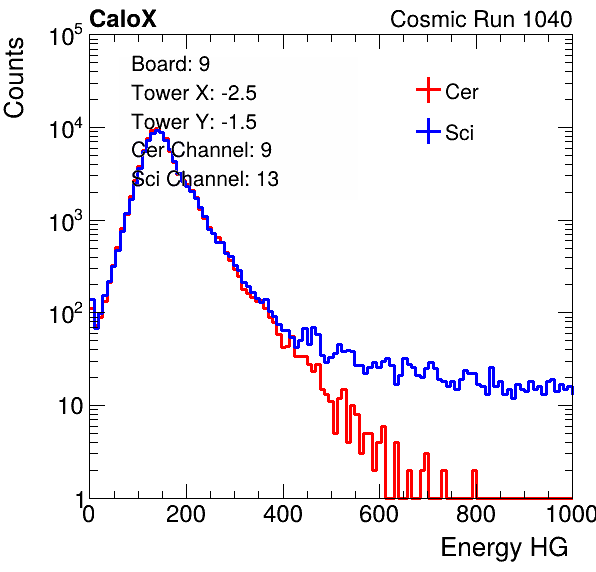 CaloX
Cosmic Run 1040
Counts
Board: 9
Tower X: -2.5
Tower Y: -1.5
Cer Channel: 9
Sci Channel: 13
Cer
Sci
10^5
10^4
10^3
10^2
10
1
0 200 400 600 800 1000
Energy HG